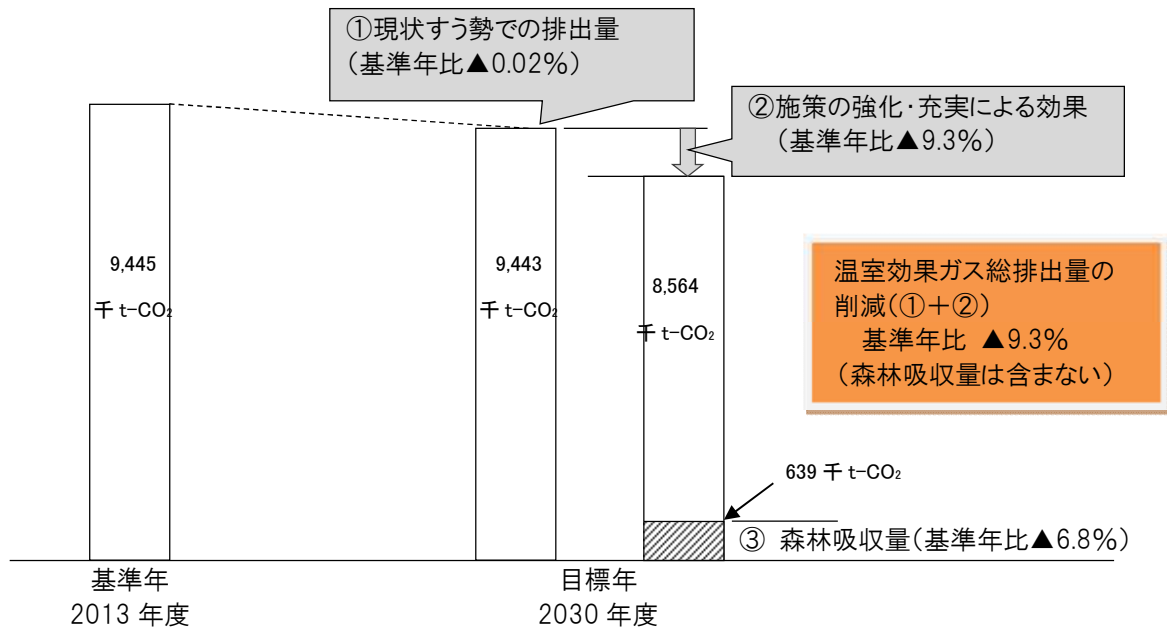 ①現状すう勢での排出量
(基準年比▲0.02%)
②施策の強化・充実による効果
(基準年比▲9.3%)
9,445
千 t-CO₂
9,443
千 t-CO₂
8,564
千 t-CO₂
温室効果ガス総排出量の
削減(①+②)
基準年比 ▲9.3%
(森林吸収量は含まない)
639 千 t-CO₂
③ 森林吸収量(基準年比▲6.8%)
基準年
2013 年度
目標年
2030 年度